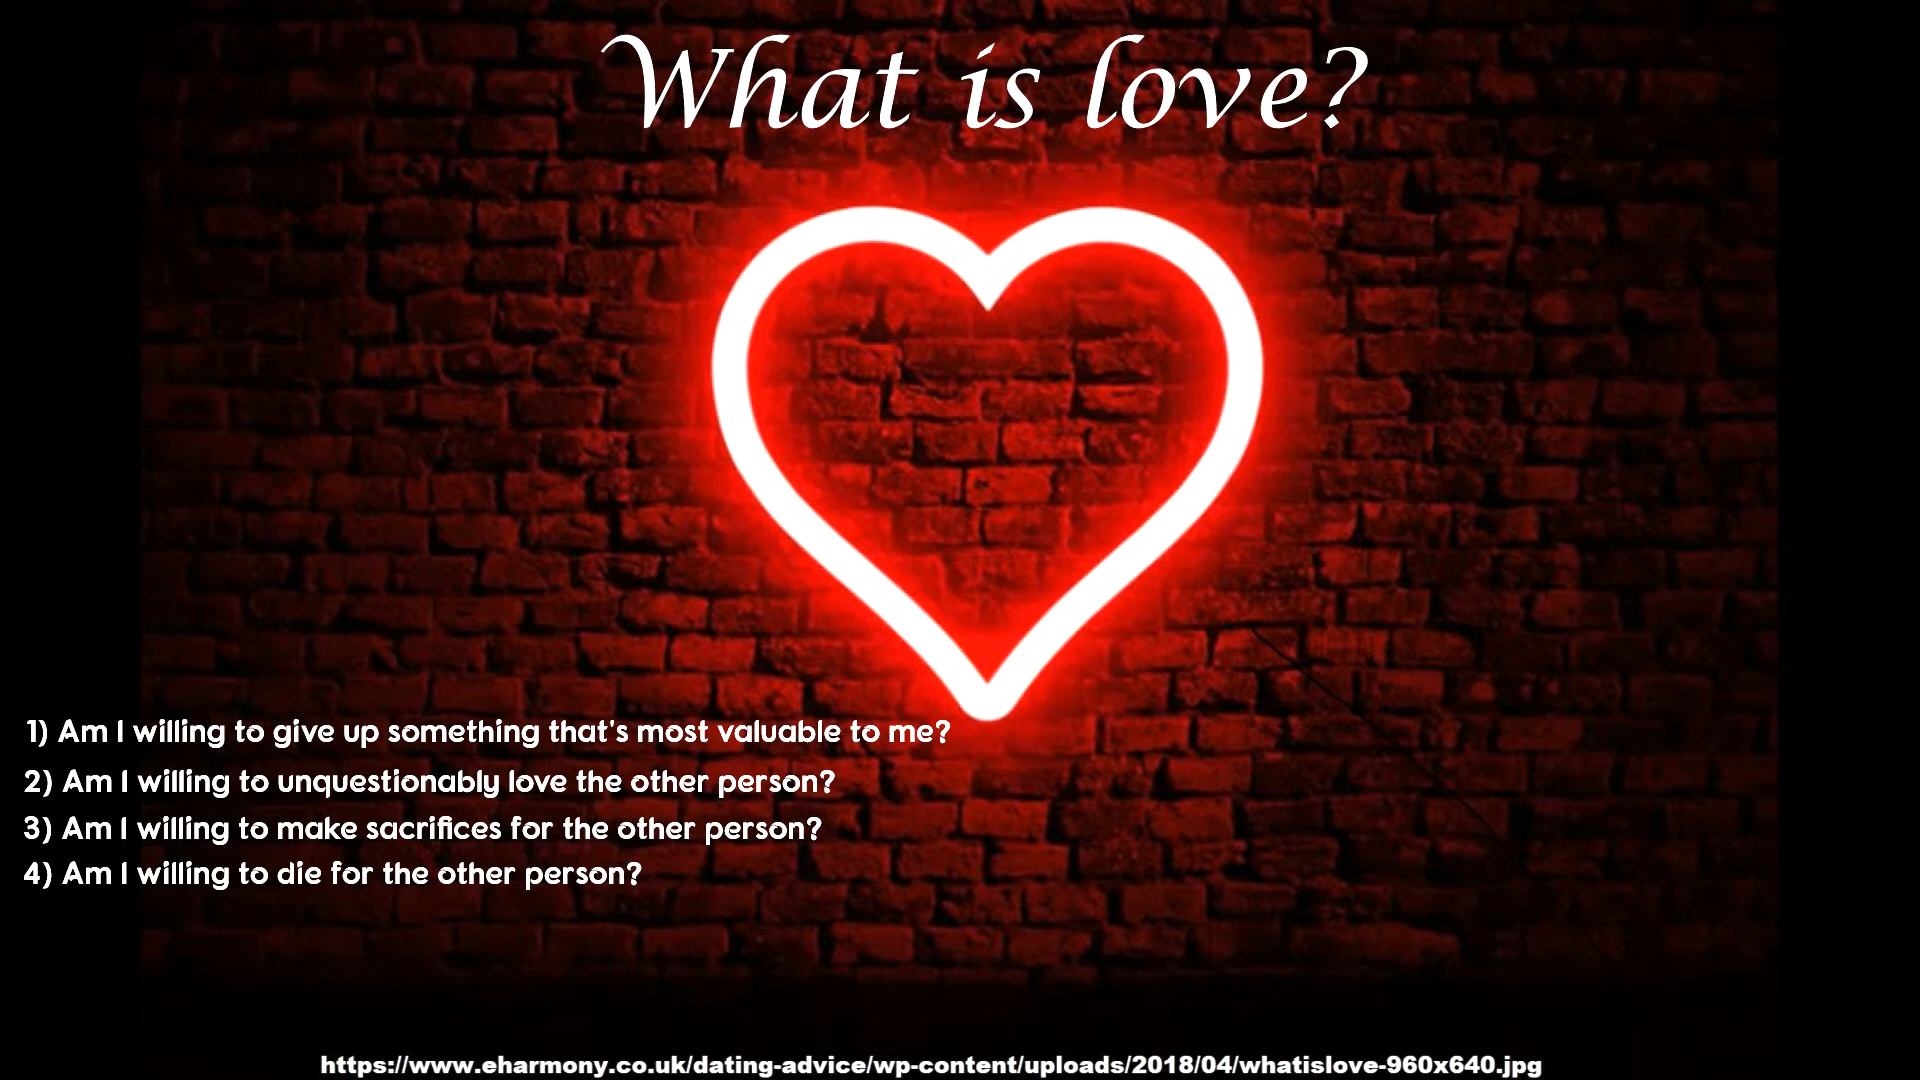 What is love?
1) Am I willing to give up something that's most valuable to me?
2) Am I willing to unquestionably love the other person?
3) Am I willing to make sacrifices for the other person?
4) Am I willing to die for the other person?
https://www.eharmony.co.uk/dating-advice/wp-content/uploads/2018/04/whatislove-960x640.jpg